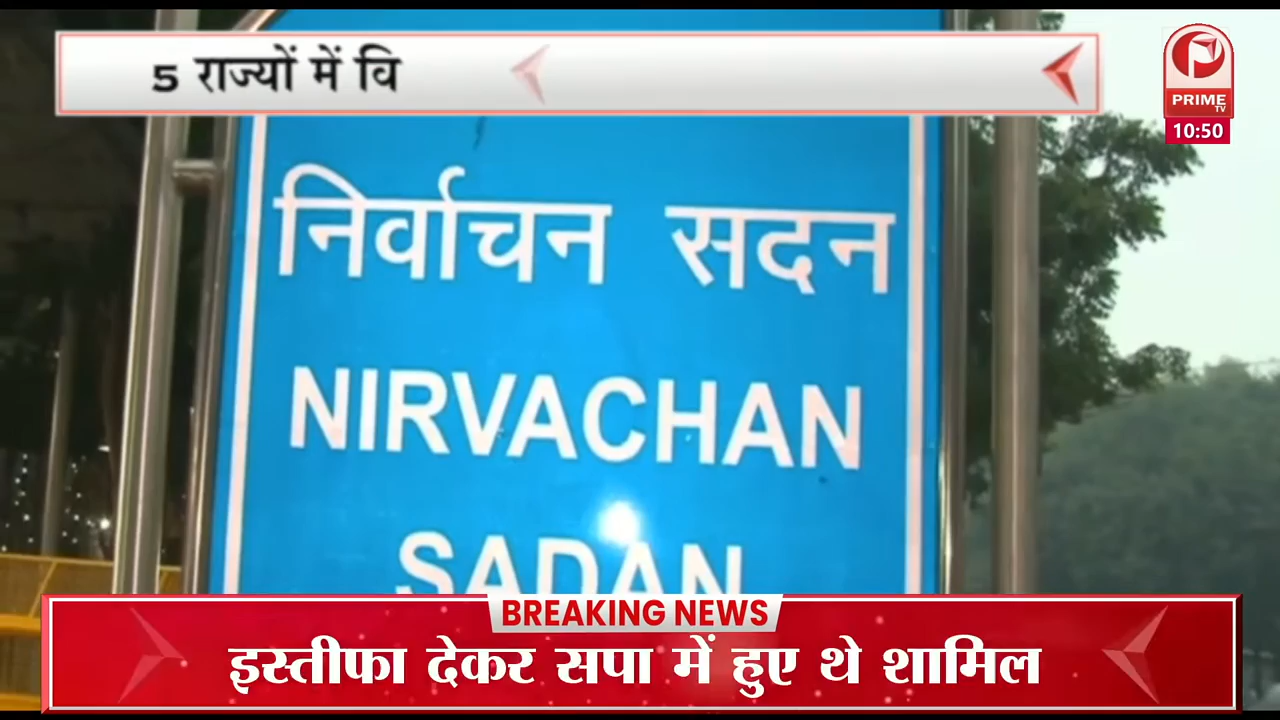 5 राज्यों में वि
PRIME
TV
10:50
निर्वाचन सदन
NIRVACHAN
SADAN
BREAKING NEWS
इस्तीफा देकर सपा में हुए थे शामिल